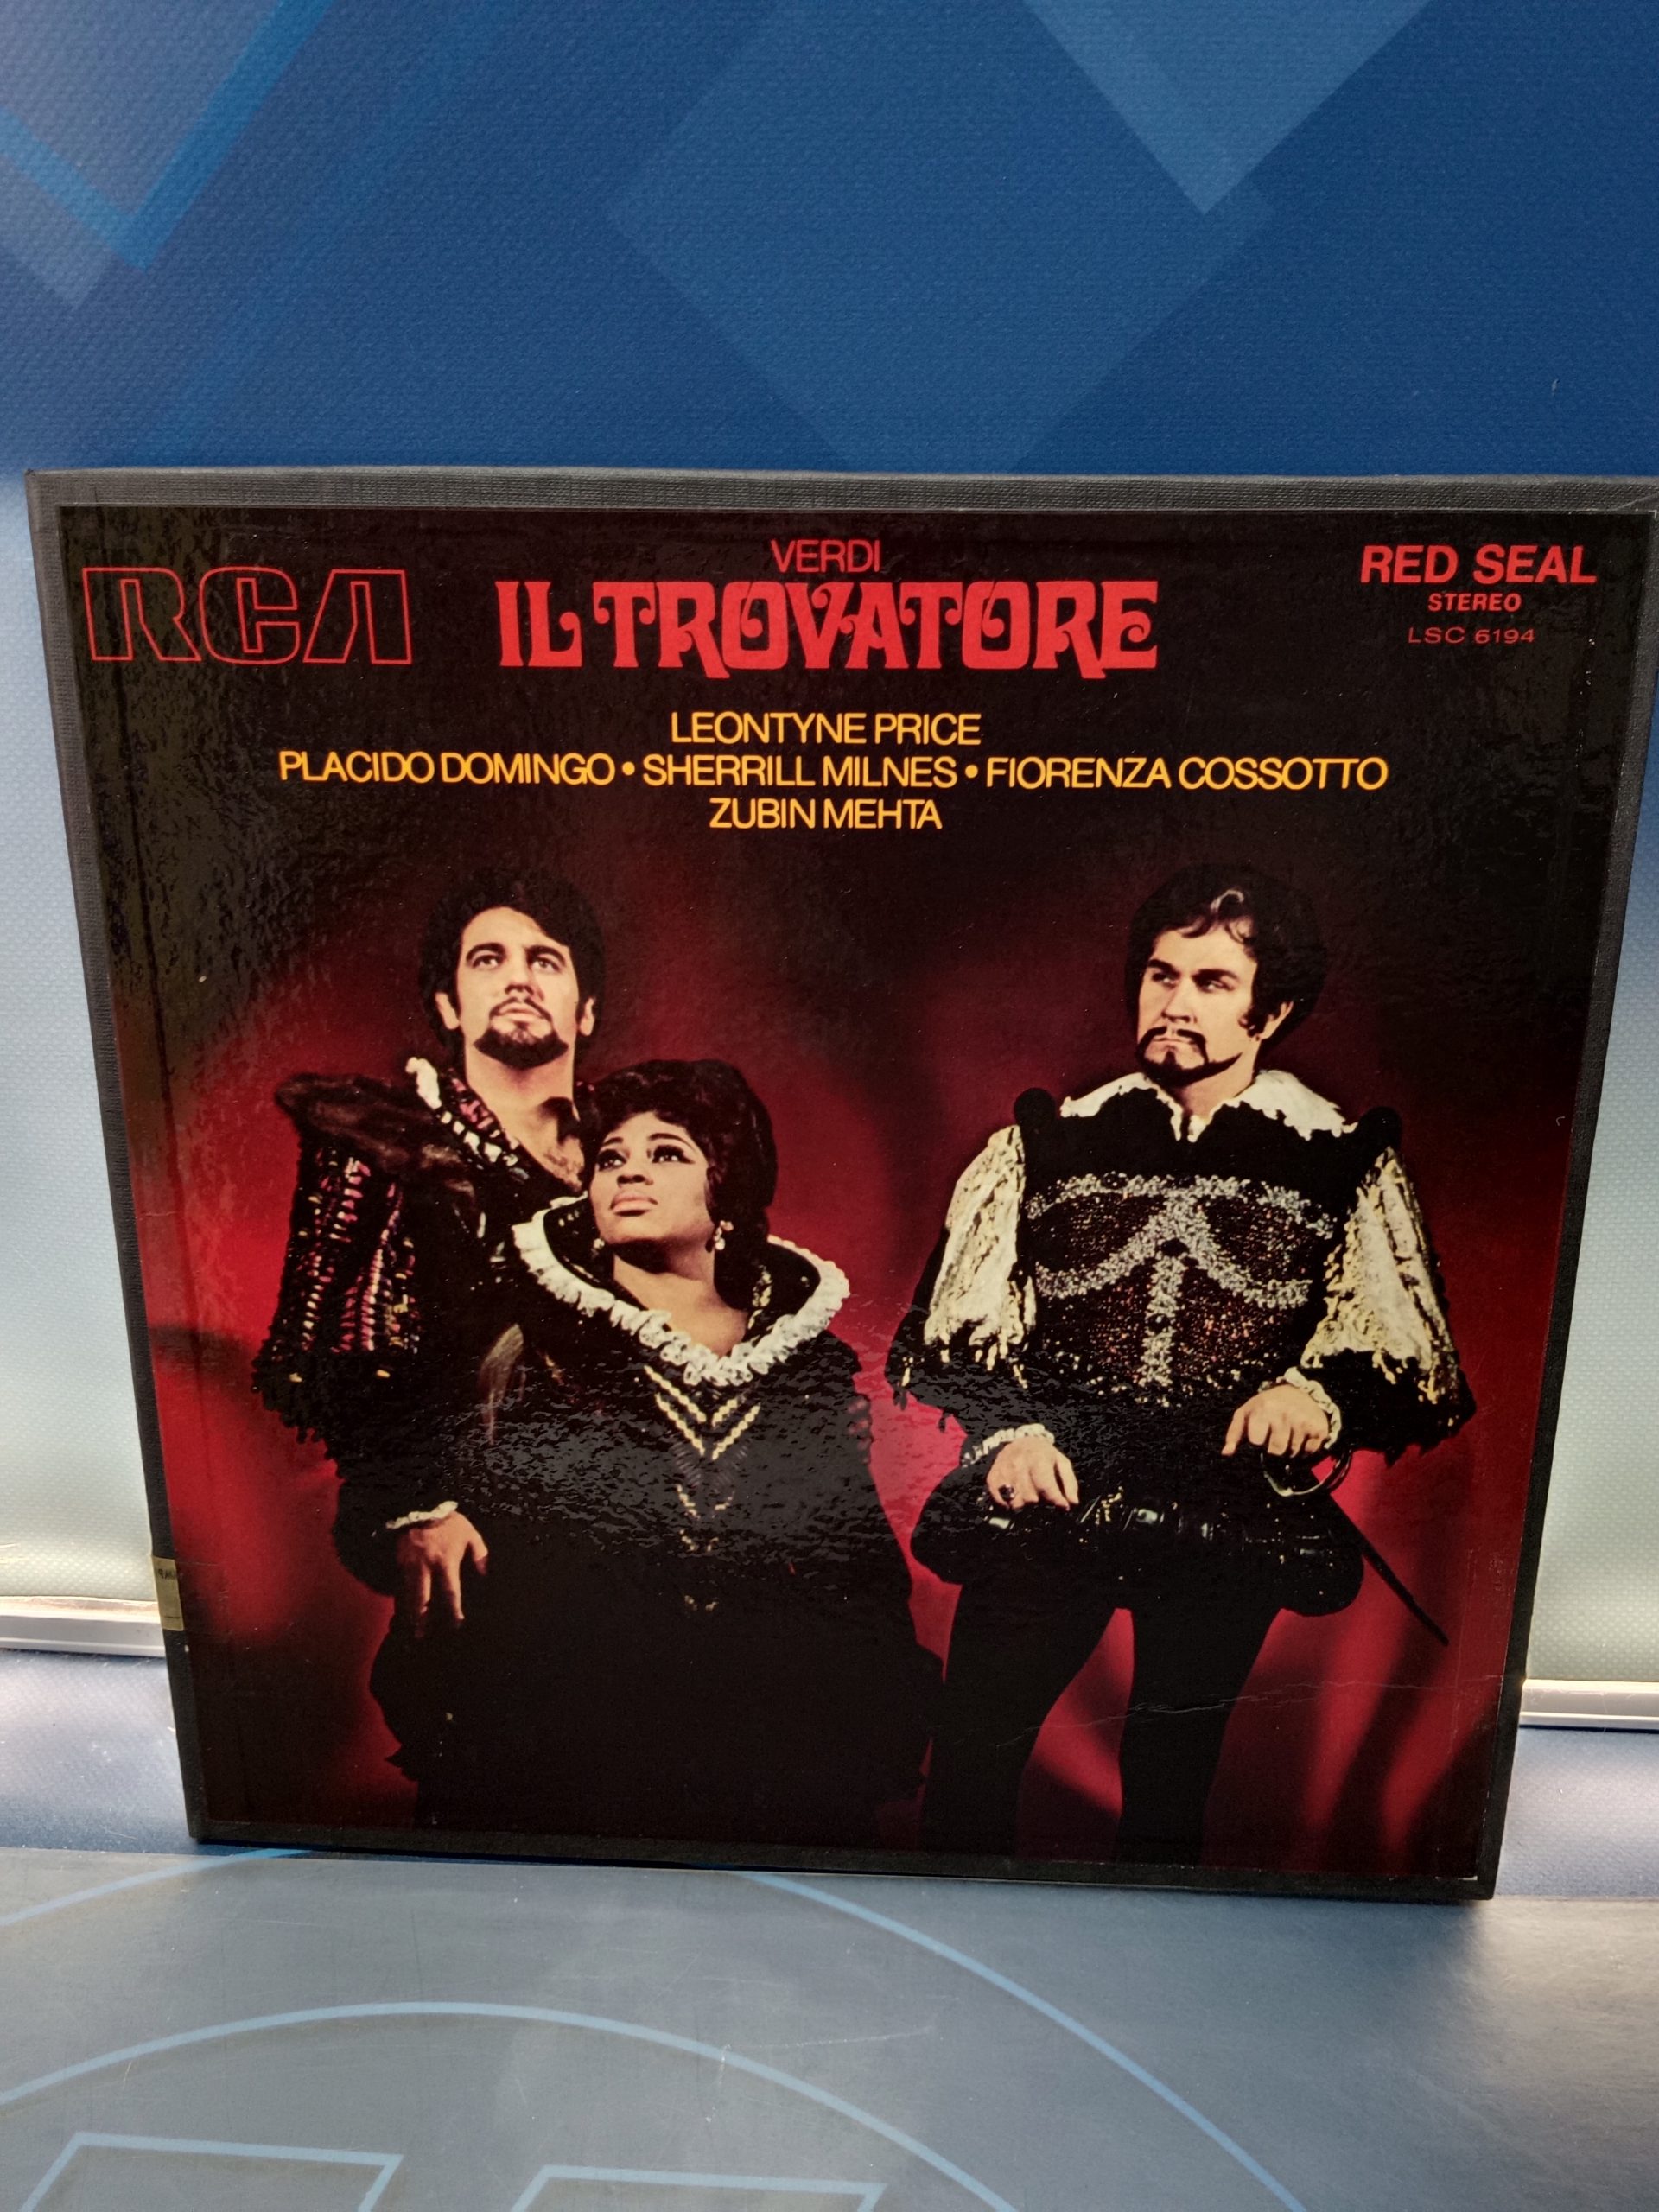 RCA
VERDI
IL TROVATORE
RED SEAL
STEREO
LSC 6194
LEONTYNE PRICE
PLACIDO DOMINGO • SHERRILL MILNES • FIORENZA COSSOTTO
ZUBIN MEHTA